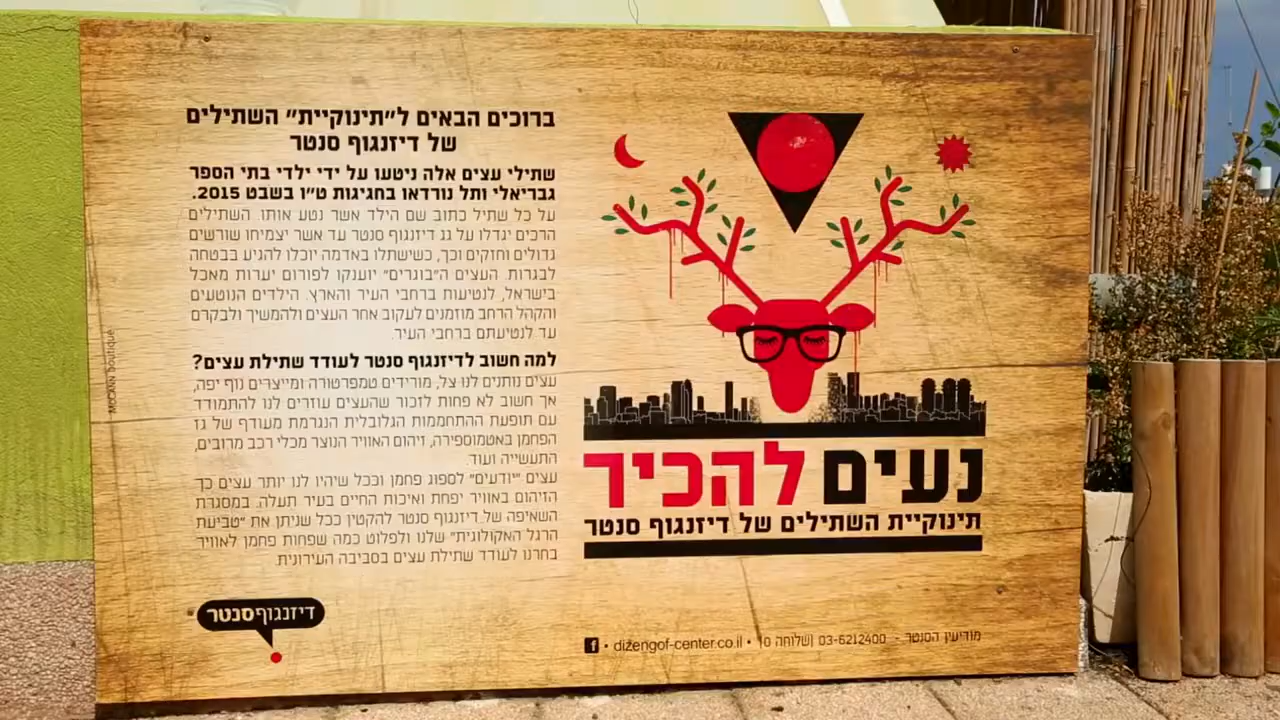 ברוכים הבאים ל"תינוקיית" השתילים
של דיזנגוף סנטר
שתילי עצים אלה ניטעו על ידי ילדי בתי הספר
גבריאלי ותל נורדאו בחגיגות ט"ו בשבט 2015.
על כל שתיל כתוב שם הילד אשר נטע אותו. השתילים
הרכים יגדלו על גג דיזנגוף סנטר עד אשר יצמיחו שורשים
גדולים וחזקים וכך, כשישתלו באדמה יוכלו להגיע בבטחה
לבגרות. העצים ה"בוגרים" יוענקו לפורום יערות מאכל
בישראל, לנטיעות ברחבי העיר והארץ. הילדים הנוטעים
והקהל הרחב מוזמנים לעקוב אחר העצים ולהמשיך ולבקרם
עד לנטיעתם ברחבי העיר.
למה חשוב לדיזנגוף סנטר לעודד שתילת עצים?
עצים נותנים לנו צל, מורידים טמפרטורה ומייצרים נוף יפה,
אך חשוב לא פחות לזכור שהעצים עוזרים לנו להתמודד
עם תופעת ההתחממות הגלובלית הנגרמת מעודף של גז
הפחמן באטמוספירה, זיהום האוויר הנוצר מכלי רכב מרובים,
התעשייה ועוד.
עצים "יודעים" לספוג פחמן וככל שיהיו לנו יותר עצים כך
הזיהום באוויר יפחת ואיכות החיים בעיר תעלה. במסגרת
השאיפה של דיזנגוף סנטר להקטין ככל שניתן את "טביעת
הרגל האקולוגית" שלנו ולפלוט כמה שפחות פחמן לאוויר
בחרנו לעודד שתילת עצים בסביבה העירונית.
דיזנגוףסנטר
McCANN boutique
נעים להכיר
תינוקיית השתילים של דיזנגוף סנטר
מודיעין הסנטר - 03-6212400 (שלוחה 0) • dizengof-center.co.il • f